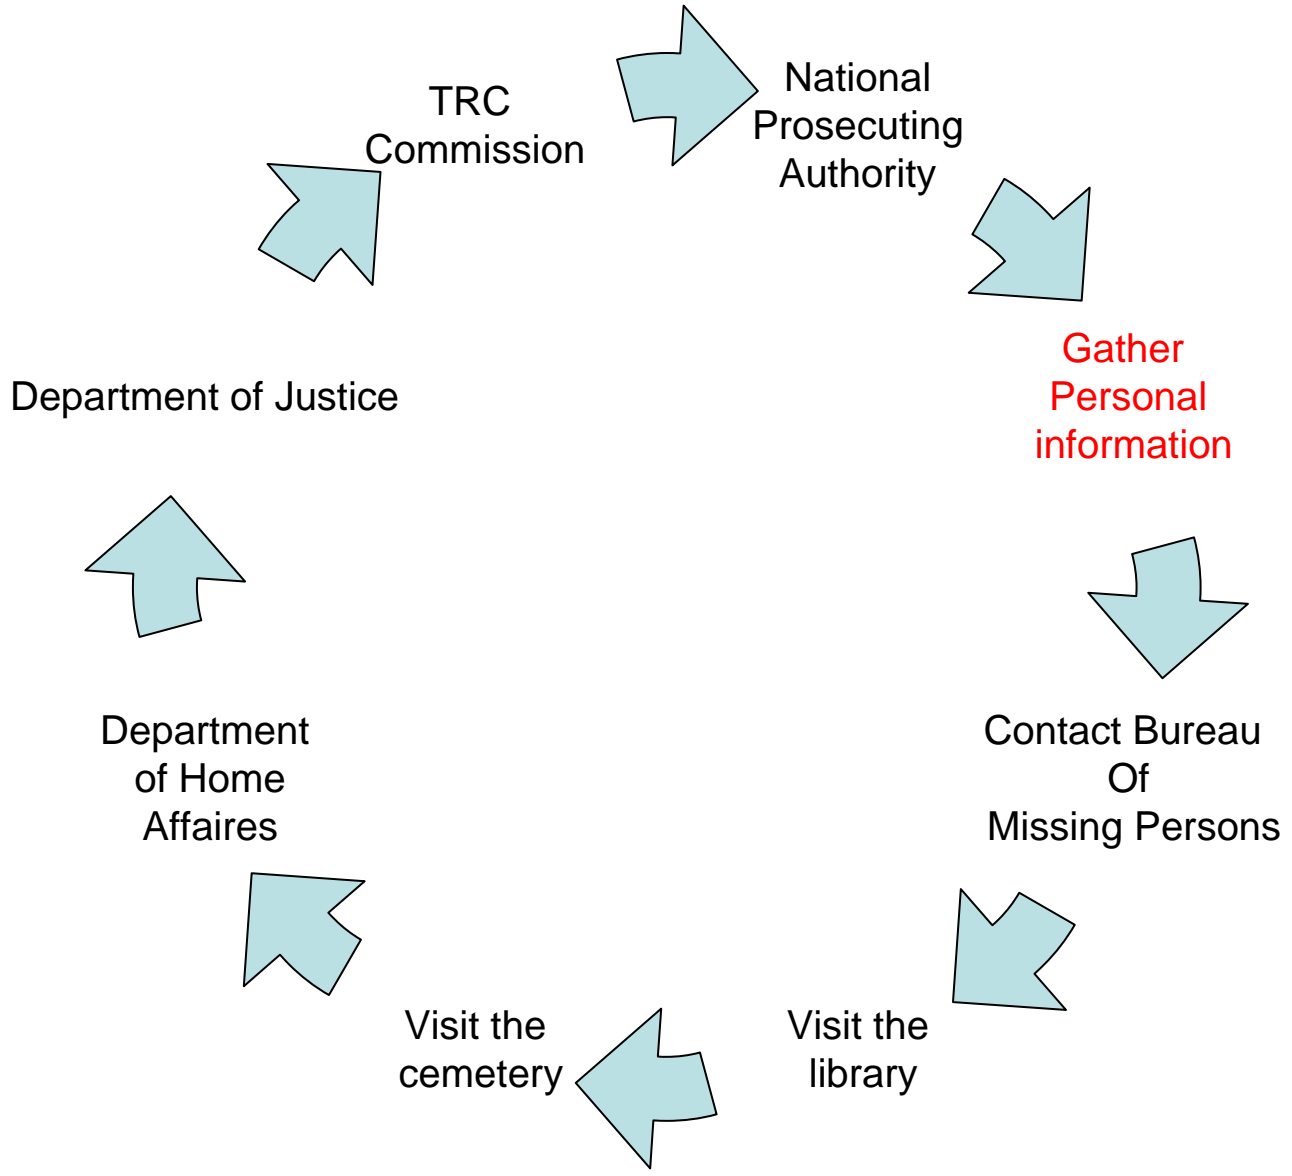 TRC
Commission
National
Prosecuting
Authority
Gather
Personal
information
Contact Bureau
Of
Missing Persons
Visit the
library
Visit the
cemetery
Department
of Home
Affaires
Department of Justice